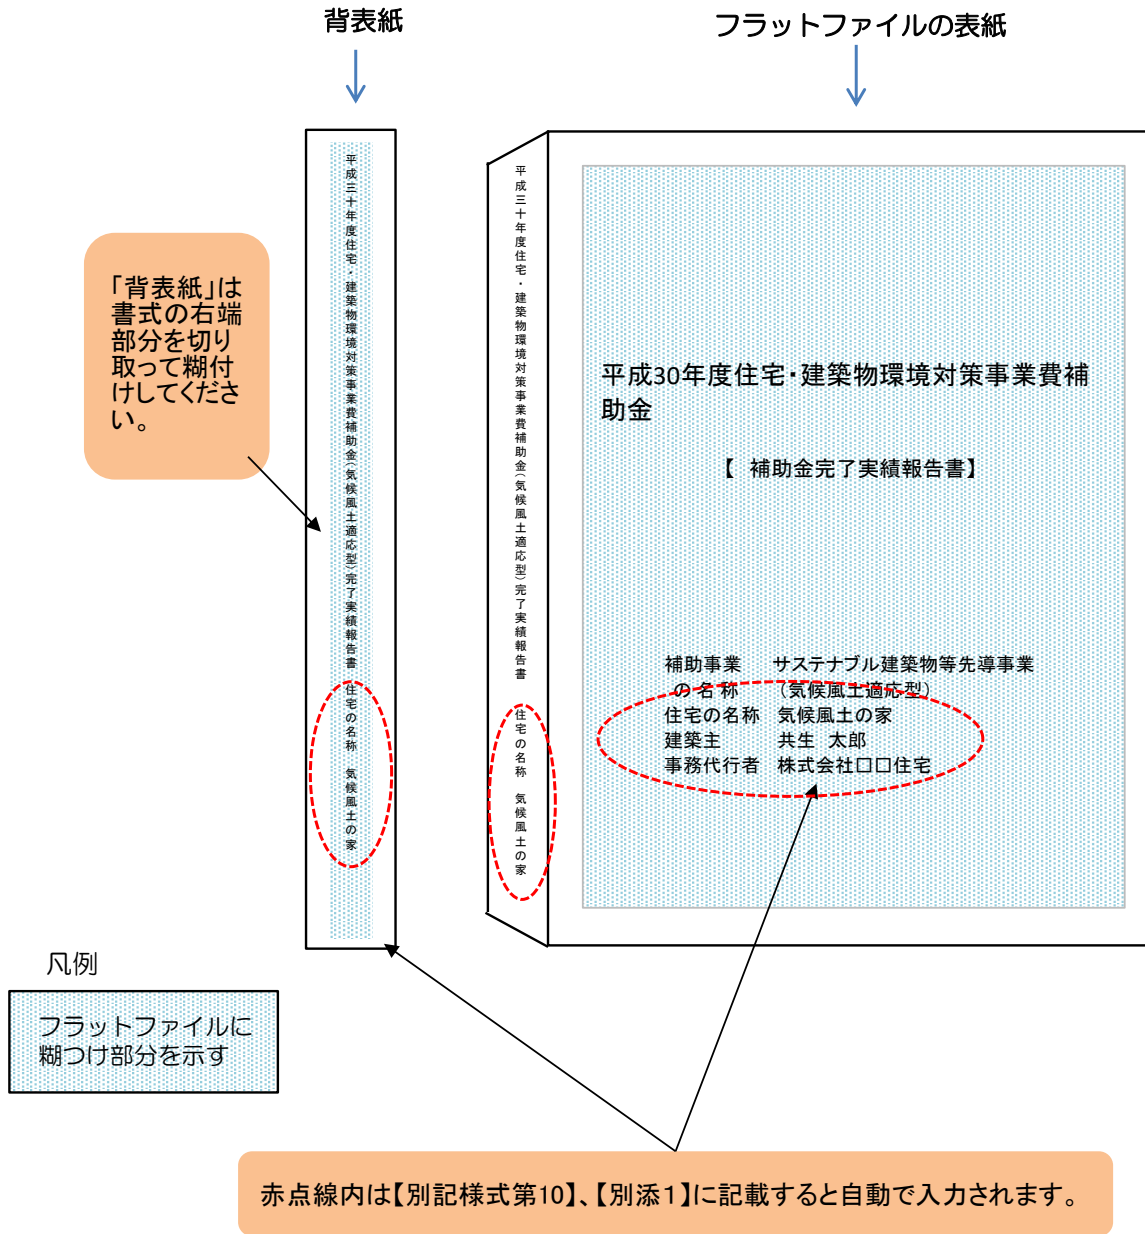 背表紙
フラットファイルの表紙
「背表紙」は
書式の右端
部分を切り
取って糊付
けしてくださ
い。
平成三十年度住宅・建築物環境対策事業費補助金(気候風土適応型)完了実績報告書 住宅の名称 気候風土の家
平成三十年度住宅・建築物環境対策事業費補助金(気候風土適応型)完了実績報告書 住宅の名称 気候風土の家
平成30年度住宅・建築物環境対策事業費補
助金
【 補助金完了実績報告書】
補助事業 サステナブル建築物等先導事業
の名称 (気候風土適応型)
住宅の名称 気候風土の家
建築主 共生 太郎
事務代行者 株式会社□□住宅
凡例
フラットファイルに
糊つけ部分を示す
赤点線内は【別記様式第10】、【別添１】に記載すると自動で入力されます。